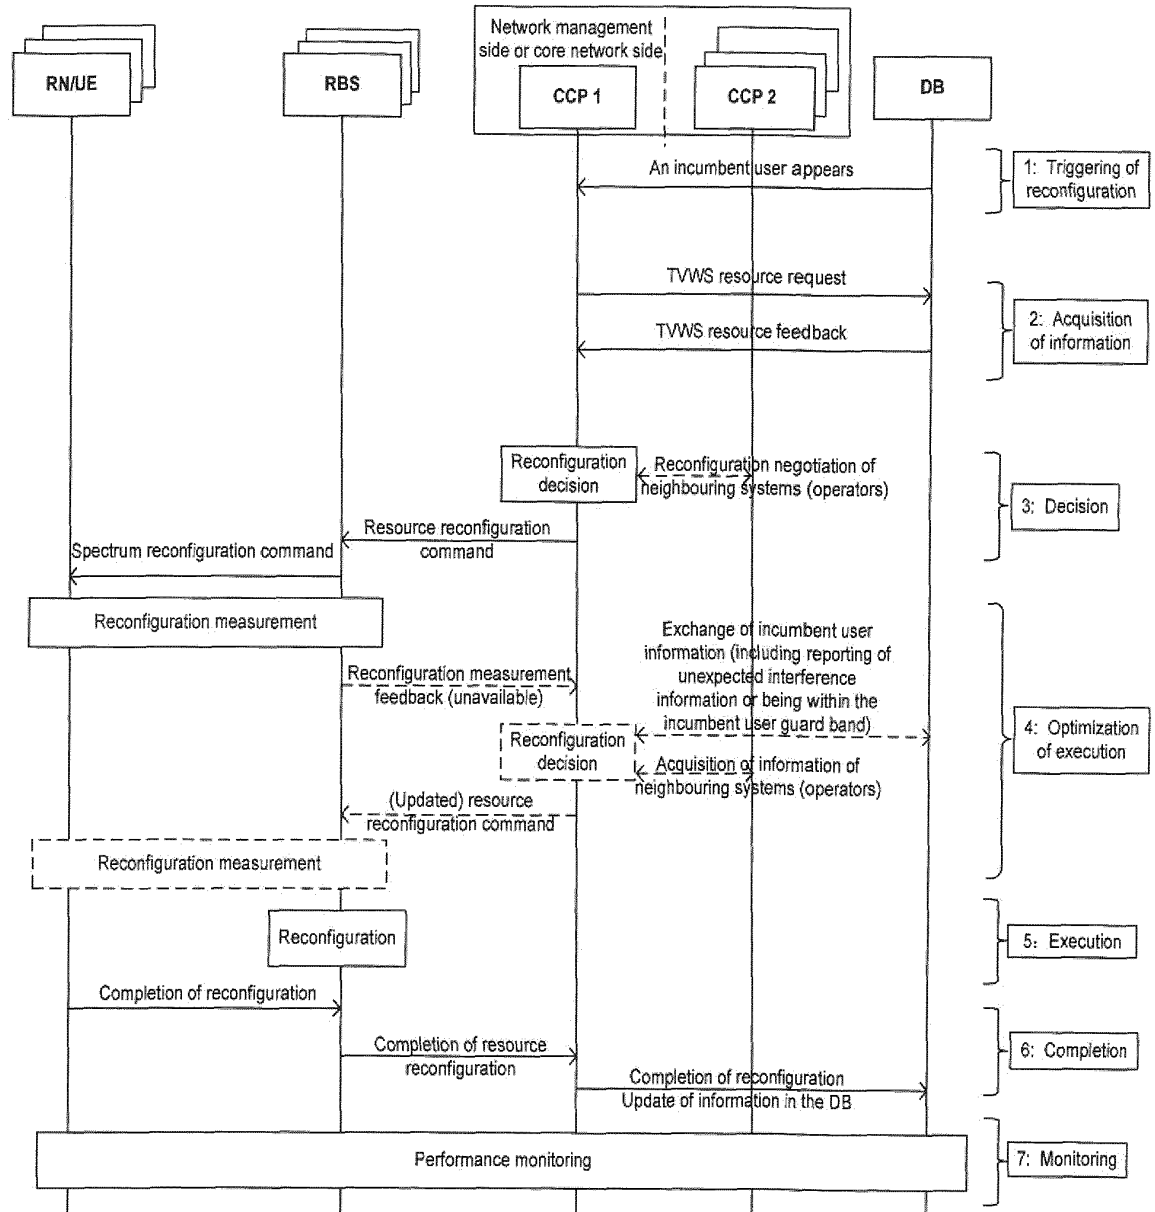 Network management
side or core network side
RN/UE
RBS
CCP 1
CCP 2
DB
An incumbent user appears
1: Triggering of
reconfiguration
TVWS resource request
TVWS resource feedback
2: Acquisition
of information
Reconfiguration
decision
Reconfiguration negotiation of
neighbouring systems (operators)
3: Decision
Resource reconfiguration
command
Spectrum reconfiguration command
Reconfiguration measurement
Exchange of incumbent user
information (including reporting of
unexpected interference
information or being within the
incumbent user guard band)
Reconfiguration measurement
feedback (unavailable)
4: Optimization
of execution
Reconfiguration
decision
Acquisition of information of
neighbouring systems (operators)
(Updated) resource
reconfiguration command
Reconfiguration measurement
Reconfiguration
5: Execution
Completion of reconfiguration
Completion of resource
reconfiguration
6: Completion
Completion of reconfiguration
Update of information in the DB
Performance monitoring
7: Monitoring